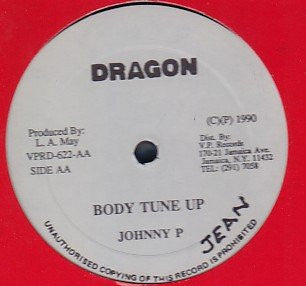 DRAGON
(C)(P) 1990
Produced By:
L. A. May
VPRD-622-AA
SIDE AA
Dist. By:
V.P. Records
170-21 Jamaica Ave.
Jamaica, N.Y. 11432
TEL: (291) 7058
BODY TUNE UP
JOHNNY P
JEAN
UNAUTHORISED COPYING OF THIS RECORD IS PROHIBITED